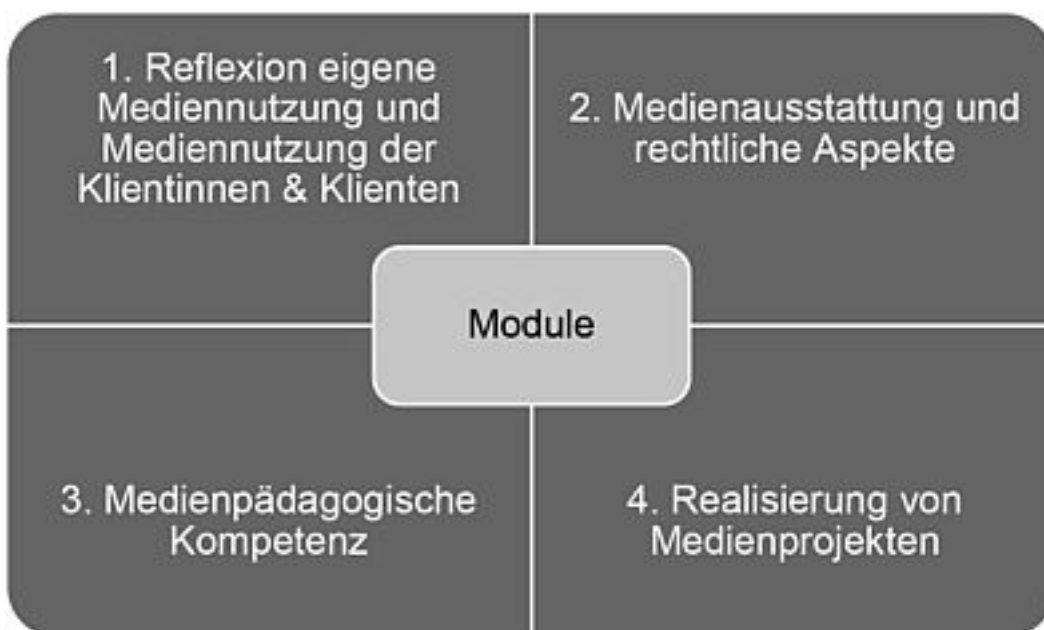 1. Reflexion eigene
Mediennutzung und
Mediennutzung der
Klientinnen & Klienten
2. Medienausstattung und
rechtliche Aspekte
Module
3. Medienpädagogische
Kompetenz
4. Realisierung von
Medienprojekten